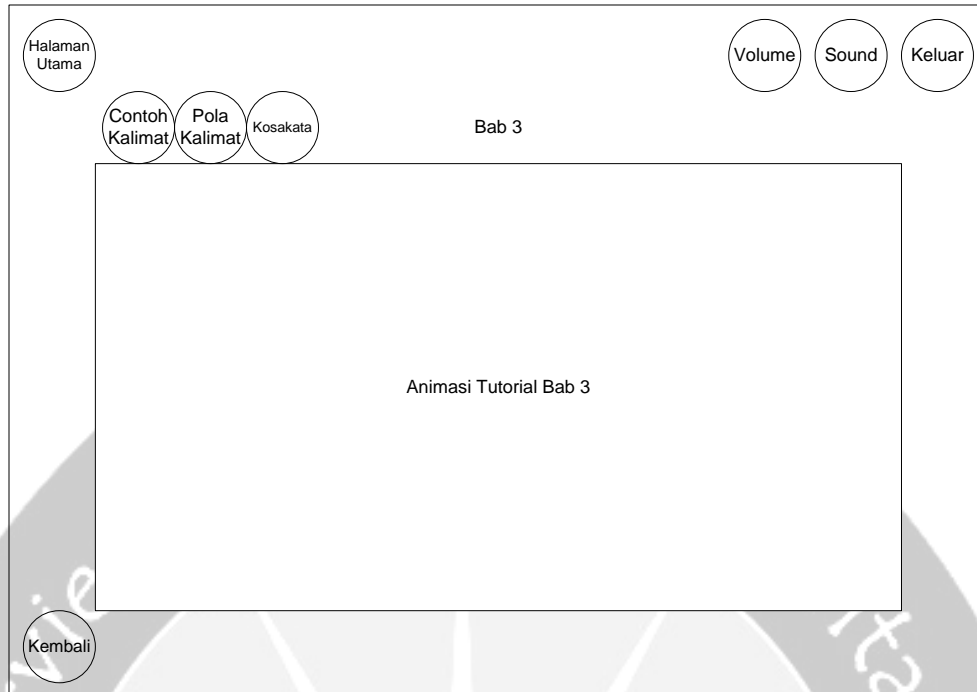 Halaman
Utama
Volume
Sound
Keluar
Contoh
Kalimat
Pola
Kalimat
Kosakata
Bab 3
Animasi Tutorial Bab 3
Kembali